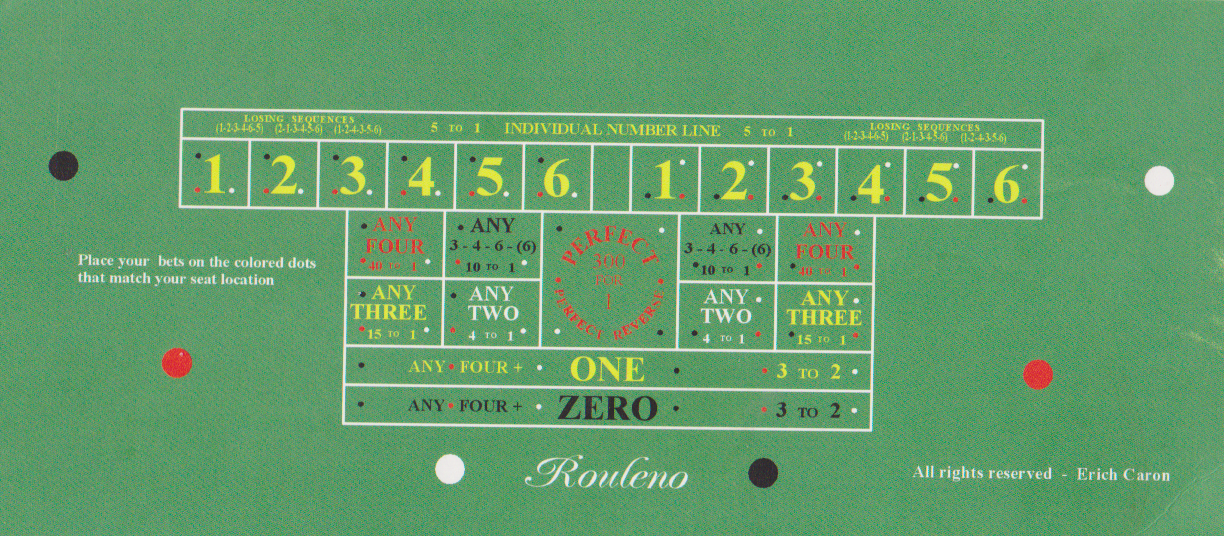 LOSING SEQUENCES
(1-2-3-4-6-5) (2-1-3-4-5-6) (1-2-4-3-5-6)
5 TO 1 INDIVIDUAL NUMBER LINE 5 TO 1
LOSING SEQUENCES
(1-2-3-4-6-5) (2-1-3-4-5-6) (1-2-4-3-5-6)
1 2 3 4 5 6 1 2 3 4 5 6
ANY
FOUR
40 TO 1
ANY
3 - 4 - 6 - (6)
10 TO 1
PERFECT
300
FOR
1
PERFECT REVERSE
ANY
3 - 4 - 6 - (6)
10 TO 1
ANY
FOUR
40 TO 1
Place your bets on the colored dots
that match your seat location
ANY
THREE
15 TO 1
ANY
TWO
4 TO 1
ANY
TWO
4 TO 1
ANY
THREE
15 TO 1
ANY FOUR + ONE 3 TO 2
ANY FOUR + ZERO 3 TO 2
Rouleno
All rights reserved - Erich Caron